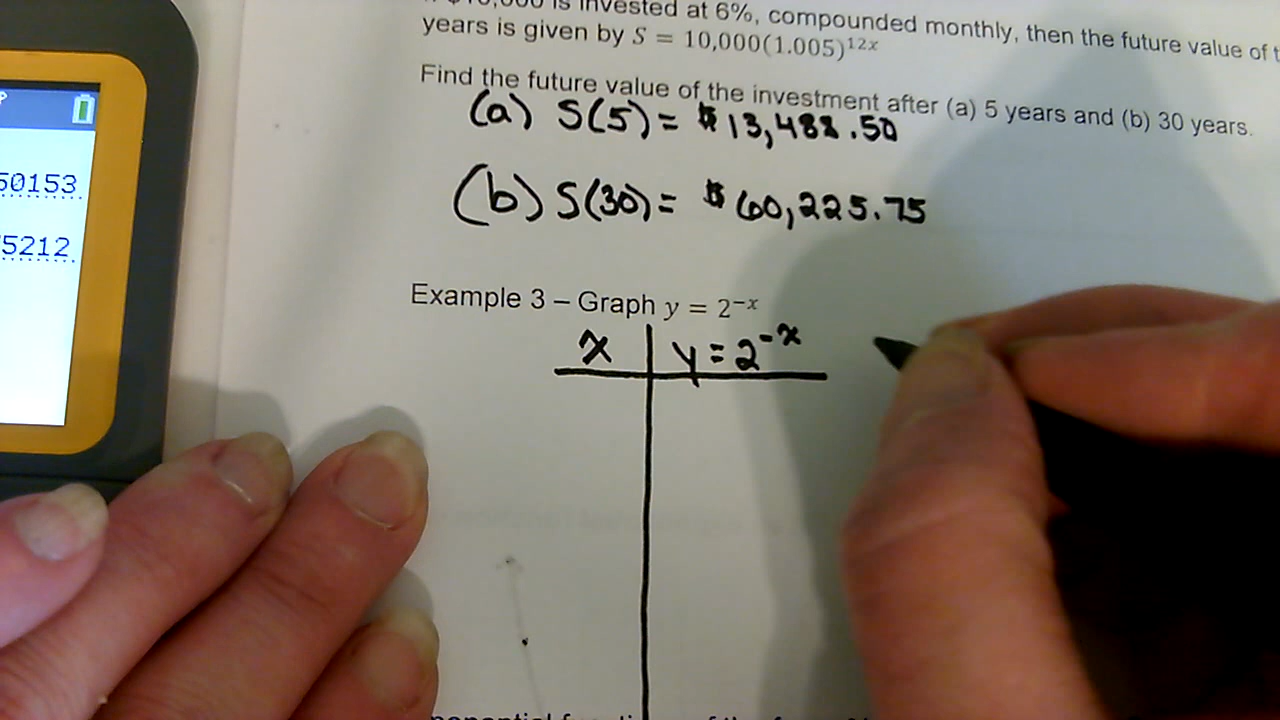 is invested at 6%, compounded monthly, then the future value of
years is given by S = 10,000(1.005)^{12x}
Find the future value of the investment after (a) 5 years and (b) 30 years.
(a) S(5) = $13,488.50
50153
(b) S(30) = $60,225.75
5212
Example 3 – Graph y = 2^{-x}
x y = 2^{-x}